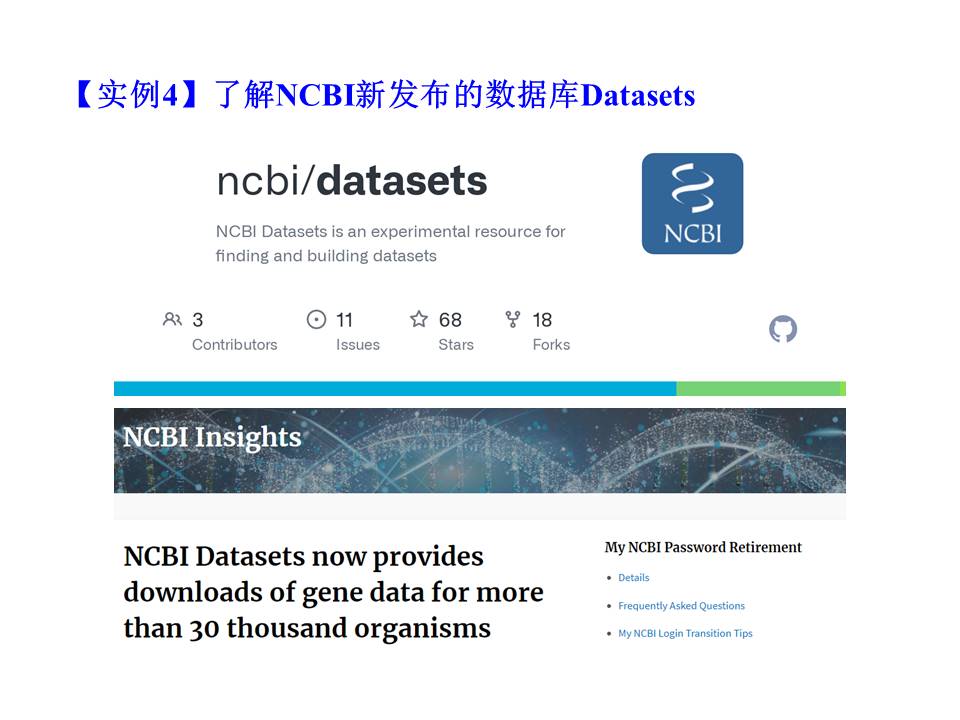 【实例4】了解NCBI新发布的数据库Datasets
ncbi/datasets
NCBI Datasets is an experimental resource for
finding and building datasets
NCBI
3
Contributors
11
Issues
68
Stars
18
Forks
NCBI Insights
NCBI Datasets now provides
downloads of gene data for more
than 30 thousand organisms
My NCBI Password Retirement
Details
Frequently Asked Questions
My NCBI Login Transition Tips